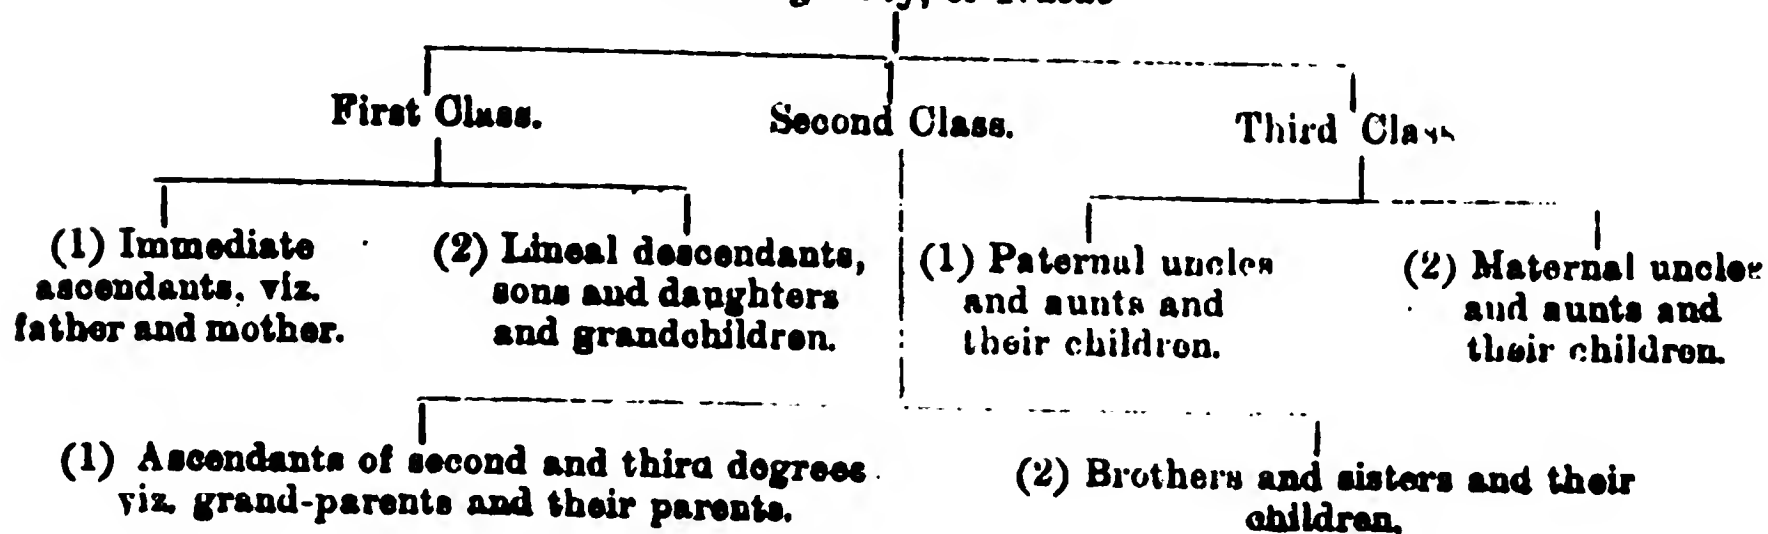 First Class.
Second Class.
Third Class
(1) Immediate
ascendants, viz.
father and mother.
(2) Lineal descendants,
sons and daughters
and grandchildren.
(1) Paternal uncles
and aunts and
their children.
(2) Maternal uncles
and aunts and
their children.
(1) Ascendants of second and third degrees
viz. grand-parents and their parents.
(2) Brothers and sisters and their
children.